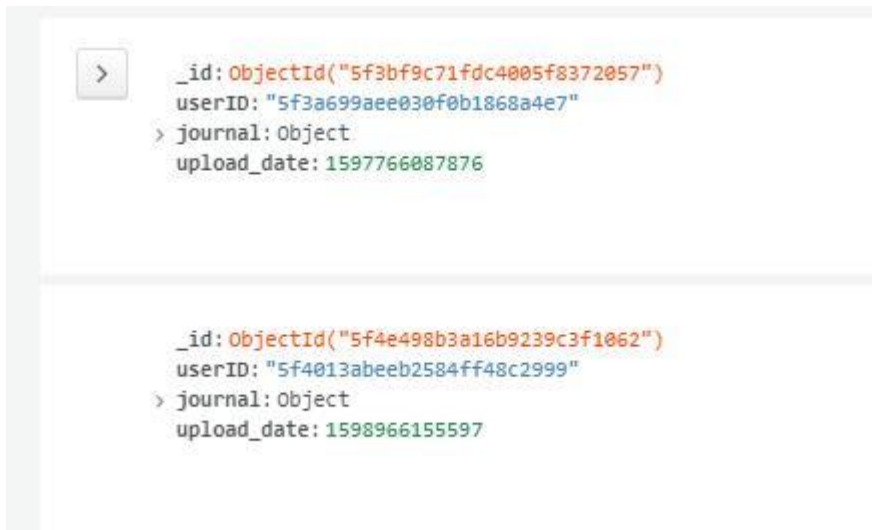 _id: ObjectId("5f3bf9c71fdc4005f8372057")
userID: "5f3a699aee030f0b1868a4e7"
> journal: Object
upload_date: 1597766087876
_id: ObjectId("5f4e498b3a16b9239c3f1062")
userID: "5f4013abeeb2584ff48c2999"
> journal: Object
upload_date: 1598966155597